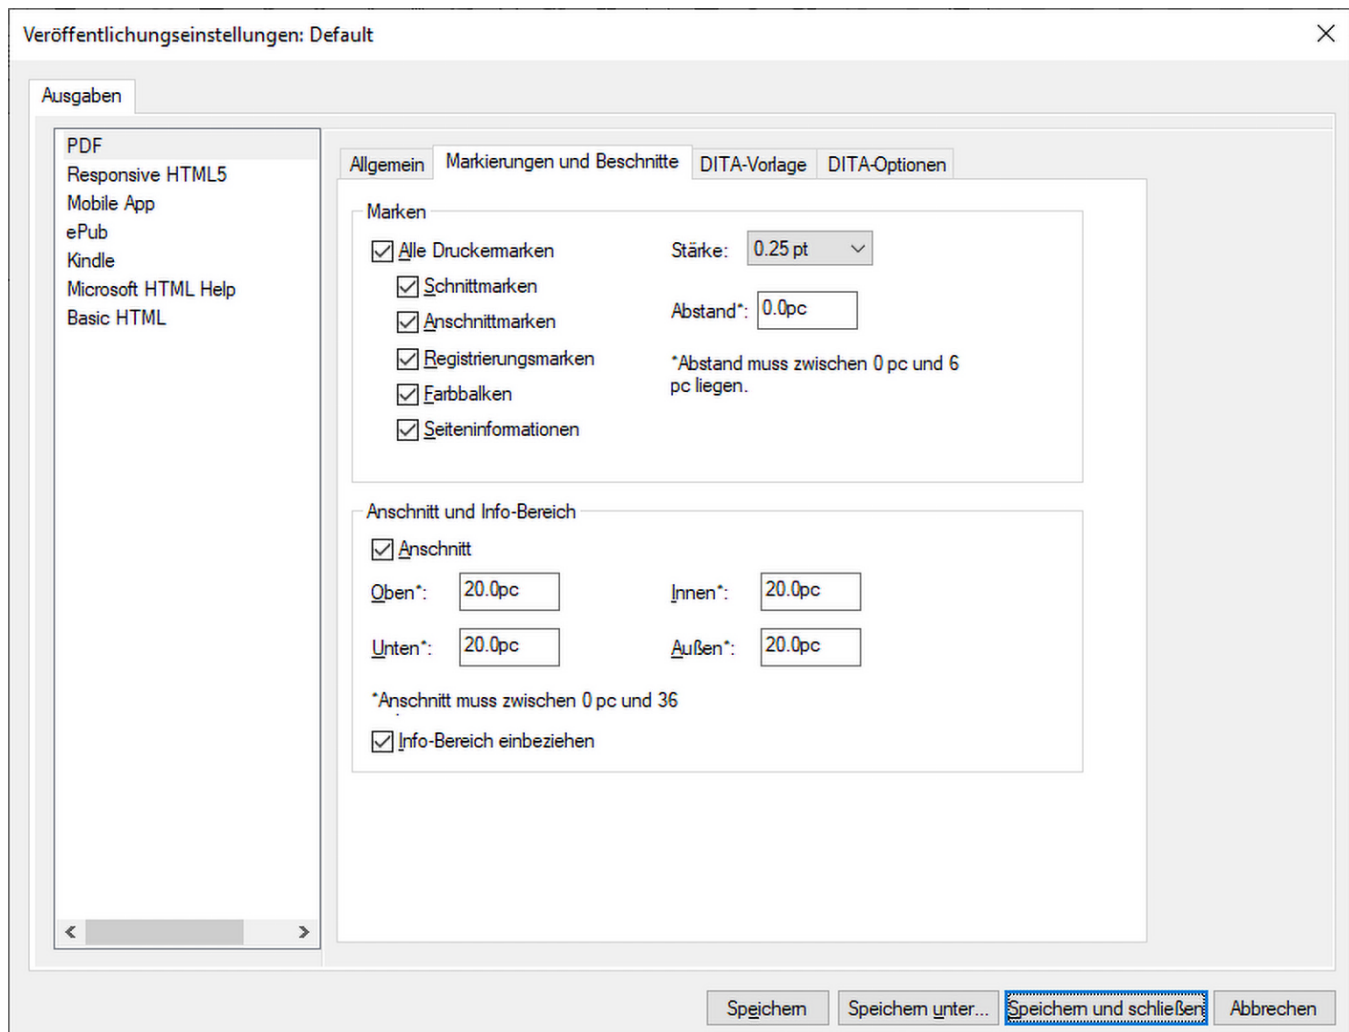 Veröffentlichungseinstellungen: Default
Ausgaben
PDF
Responsive HTML5
Mobile App
ePub
Kindle
Microsoft HTML Help
Basic HTML
Allgemein
Markierungen und Beschnitte
DITA-Vorlage
DITA-Optionen
Marken
Alle Druckermarken
Schnittmarken
Anschnittmarken
Registrierungsmarken
Farbbalken
Seiteninformationen
Stärke: 0.25 pt
Abstand*: 0.0pc
*Abstand muss zwischen 0 pc und 6
pc liegen.
Anschnitt und Info-Bereich
Anschnitt
Oben*: 20.0pc
Innen*: 20.0pc
Unten*: 20.0pc
Außen*: 20.0pc
*Anschnitt muss zwischen 0 pc und 36
Info-Bereich einbeziehen
Speichern
Speichern unter...
Speichern und schließen
Abbrechen